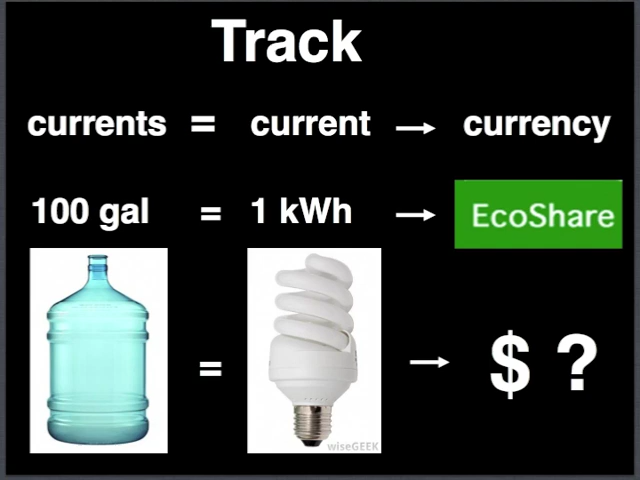 Track
currents = current → currency
100 gal = 1 kWh → EcoShare
= → $ ?
wiseGEEK